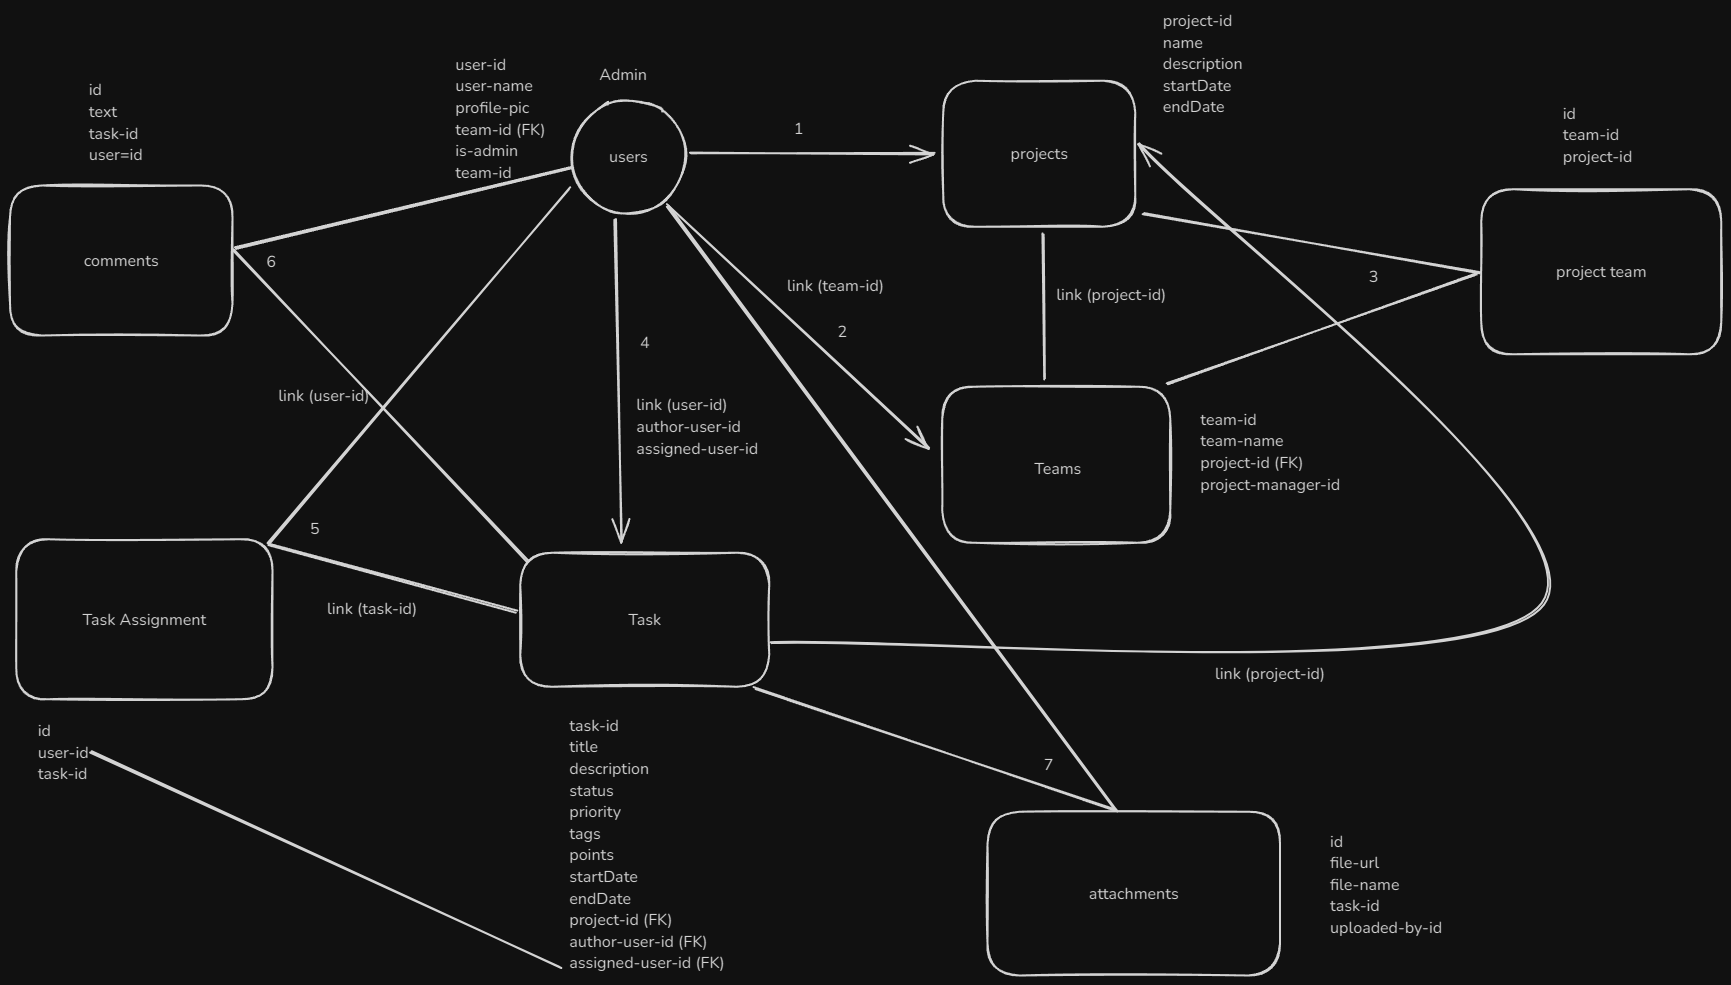 project-id
name
description
startDate
endDate
user-id
user-name
profile-pic
team-id (FK)
is-admin
team-id
Admin
users
id
text
task-id
user=id
comments
6
1
projects
id
team-id
project-id
project team
3
link (team-id)
2
link (project-id)
4
link (user-id)
author-user-id
assigned-user-id
link (user-id)
Teams
team-id
team-name
project-id (FK)
project-manager-id
5
link (task-id)
Task Assignment
Task
link (project-id)
id
user-id
task-id
task-id
title
description
status
priority
tags
points
startDate
endDate
project-id (FK)
author-user-id (FK)
assigned-user-id (FK)
7
attachments
id
file-url
file-name
task-id
uploaded-by-id